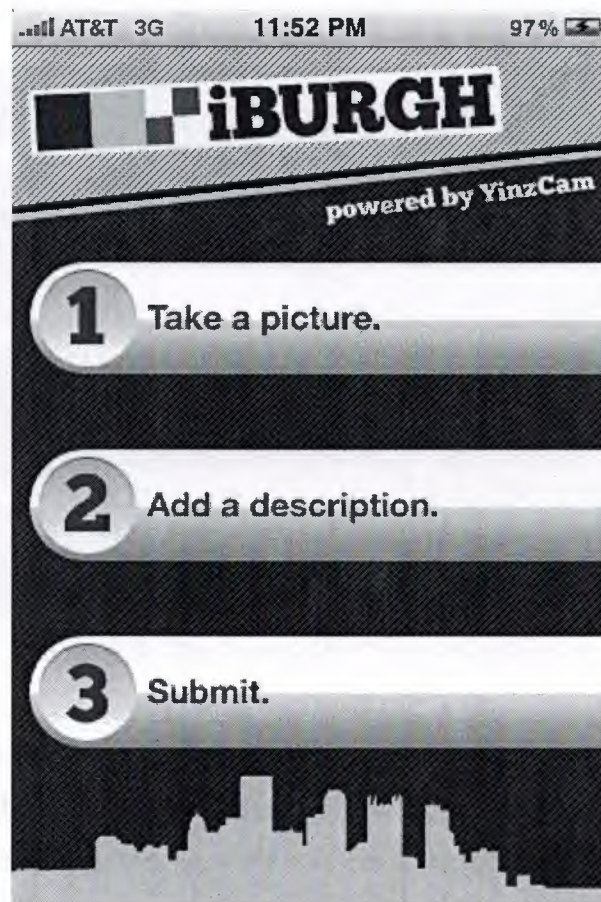 AT&T 3G 11:52 PM 97%
iBURGH
powered by YinzCam
1 Take a picture.
2 Add a description.
3 Submit.